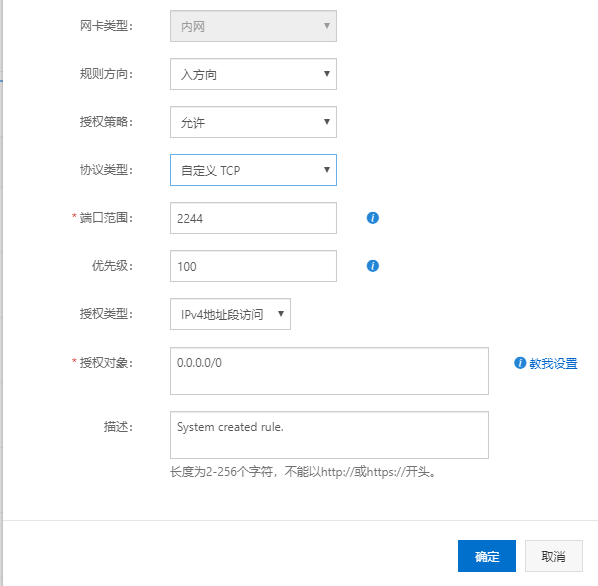 网卡类型： 内网
规则方向： 入方向
授权策略： 允许
协议类型： 自定义 TCP
* 端口范围： 2244
优先级： 100
授权类型： IPv4地址段访问
* 授权对象： 0.0.0.0/0 教我设置
描述： System created rule.
长度为2-256个字符，不能以http://或https://开头。
确定 取消